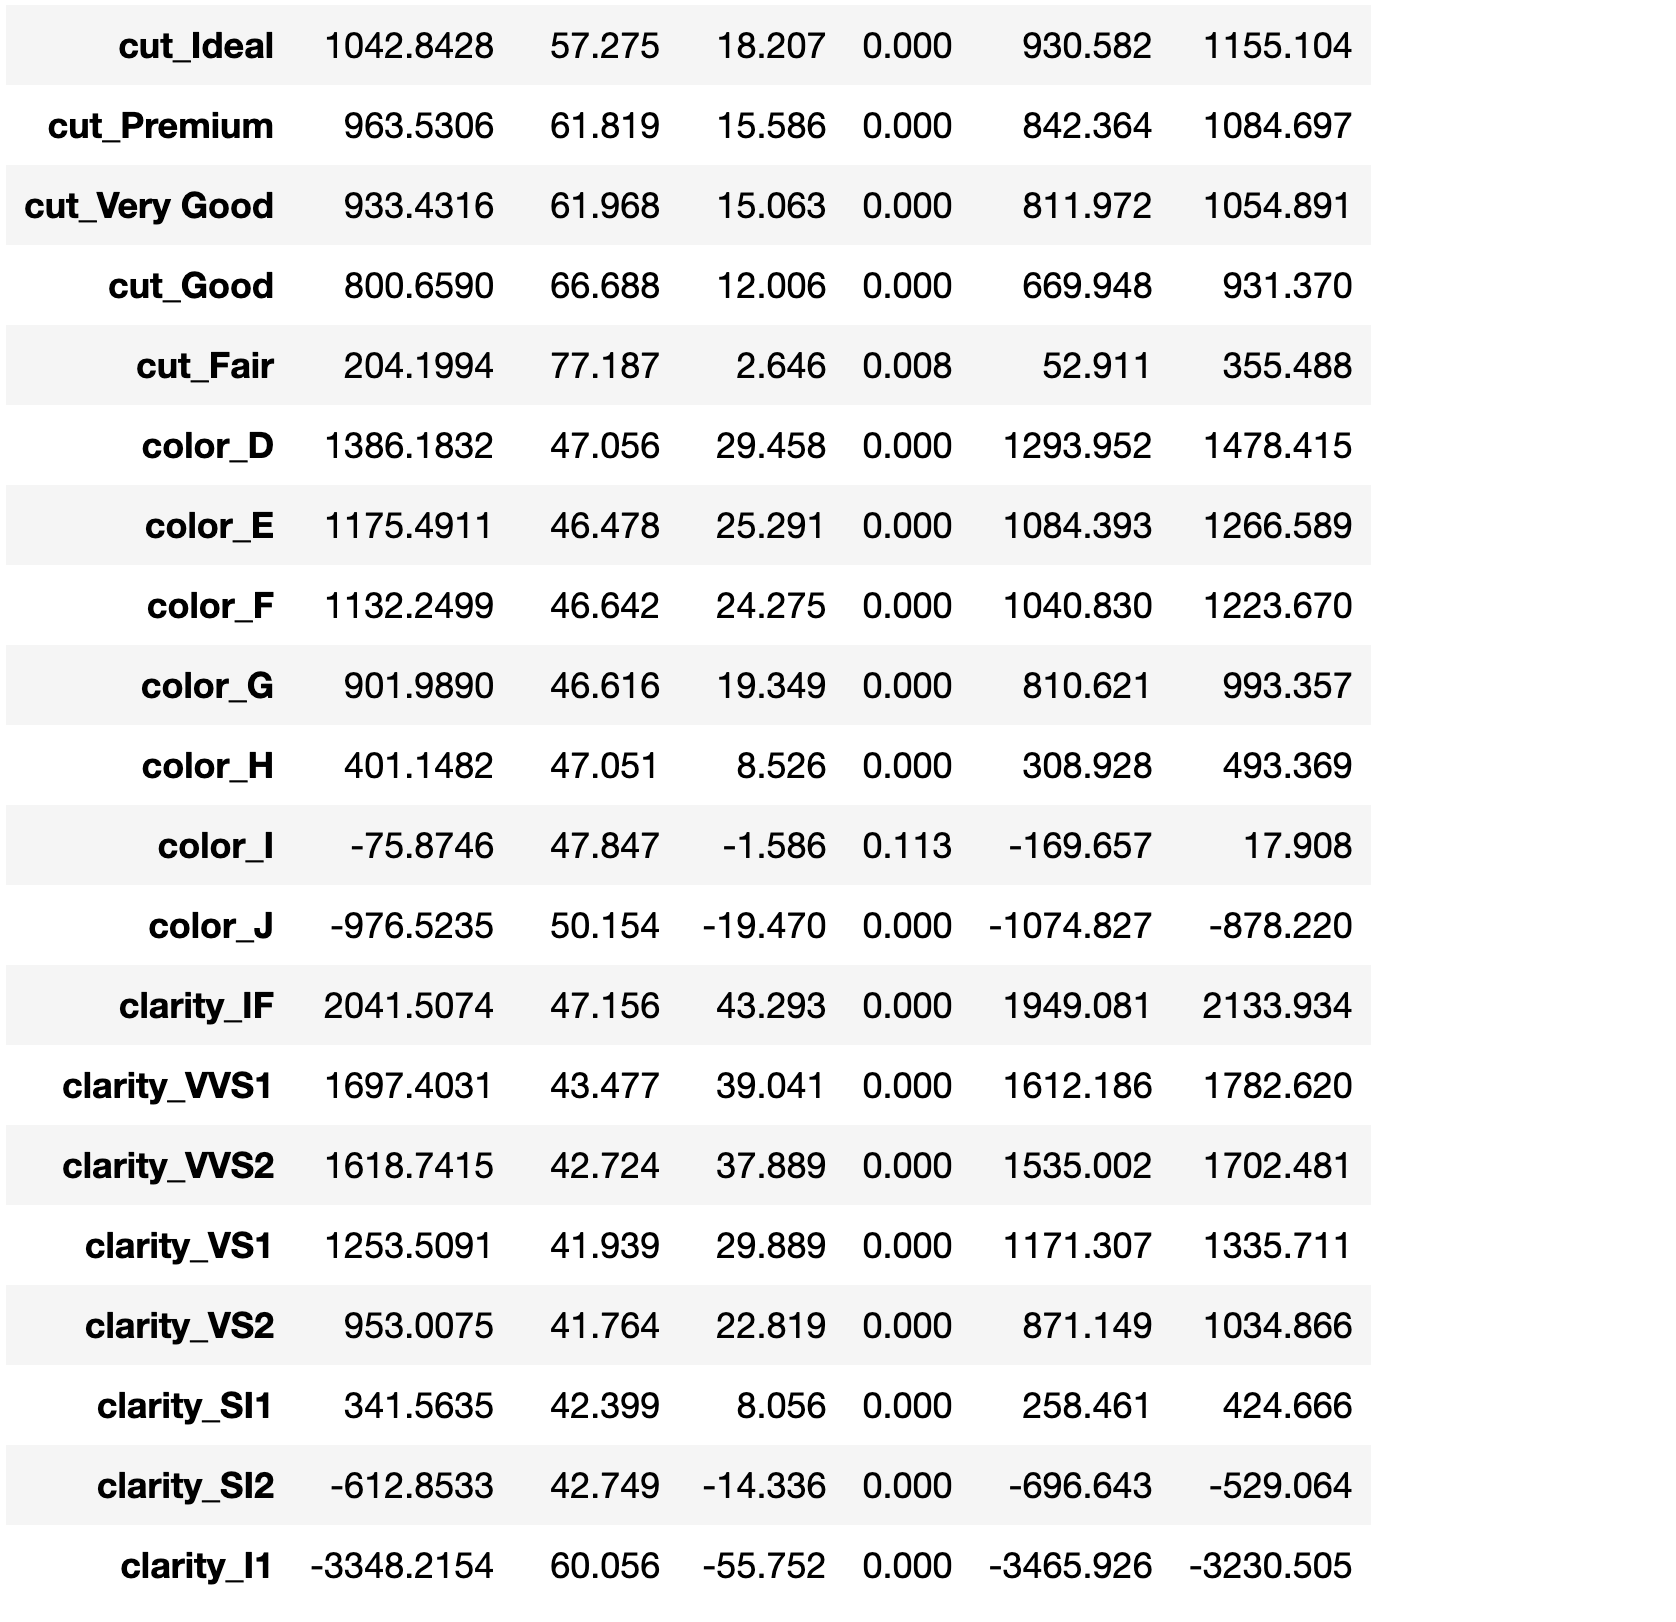 cut_Ideal 1042.8428 57.275 18.207 0.000 930.582 1155.104
cut_Premium 963.5306 61.819 15.586 0.000 842.364 1084.697
cut_Very Good 933.4316 61.968 15.063 0.000 811.972 1054.891
cut_Good 800.6590 66.688 12.006 0.000 669.948 931.370
cut_Fair 204.1994 77.187 2.646 0.008 52.911 355.488
color_D 1386.1832 47.056 29.458 0.000 1293.952 1478.415
color_E 1175.4911 46.478 25.291 0.000 1084.393 1266.589
color_F 1132.2499 46.642 24.275 0.000 1040.830 1223.670
color_G 901.9890 46.616 19.349 0.000 810.621 993.357
color_H 401.1482 47.051 8.526 0.000 308.928 493.369
color_I -75.8746 47.847 -1.586 0.113 -169.657 17.908
color_J -976.5235 50.154 -19.470 0.000 -1074.827 -878.220
clarity_IF 2041.5074 47.156 43.293 0.000 1949.081 2133.934
clarity_VVS1 1697.4031 43.477 39.041 0.000 1612.186 1782.620
clarity_VVS2 1618.7415 42.724 37.889 0.000 1535.002 1702.481
clarity_VS1 1253.5091 41.939 29.889 0.000 1171.307 1335.711
clarity_VS2 953.0075 41.764 22.819 0.000 871.149 1034.866
clarity_SI1 341.5635 42.399 8.056 0.000 258.461 424.666
clarity_SI2 -612.8533 42.749 -14.336 0.000 -696.643 -529.064
clarity_I1 -3348.2154 60.056 -55.752 0.000 -3465.926 -3230.505